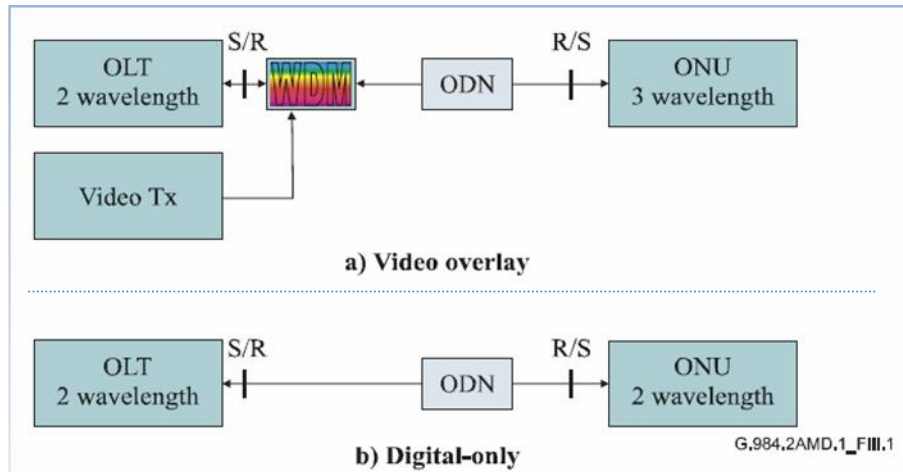 S/R
R/S
OLT
2 wavelength
WDM
ODN
ONU
3 wavelength
Video Tx
a) Video overlay
S/R
R/S
OLT
2 wavelength
ODN
ONU
2 wavelength
b) Digital-only
G.984.2AMD.1_FIII.1